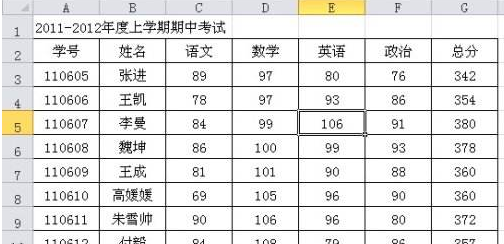 A B C D E F G
1 2011-2012年度上学期期中考试
2 学号 姓名 语文 数学 英语 政治 总分
3 110605 张进 89 97 80 76 342
4 110606 王凯 78 97 93 86 354
5 110607 李曼 84 99 106 91 380
6 110608 魏坤 86 100 99 93 378
7 110609 王成 81 101 90 88 360
8 110610 高媛媛 69 105 96 90 360
9 110611 朱雪帅 90 106 96 80 372
110612 付毅 84 108 79 86 357